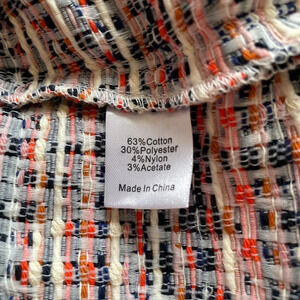 63%Cotton
30%Polyester
4%Nylon
3%Acetate
Made In China